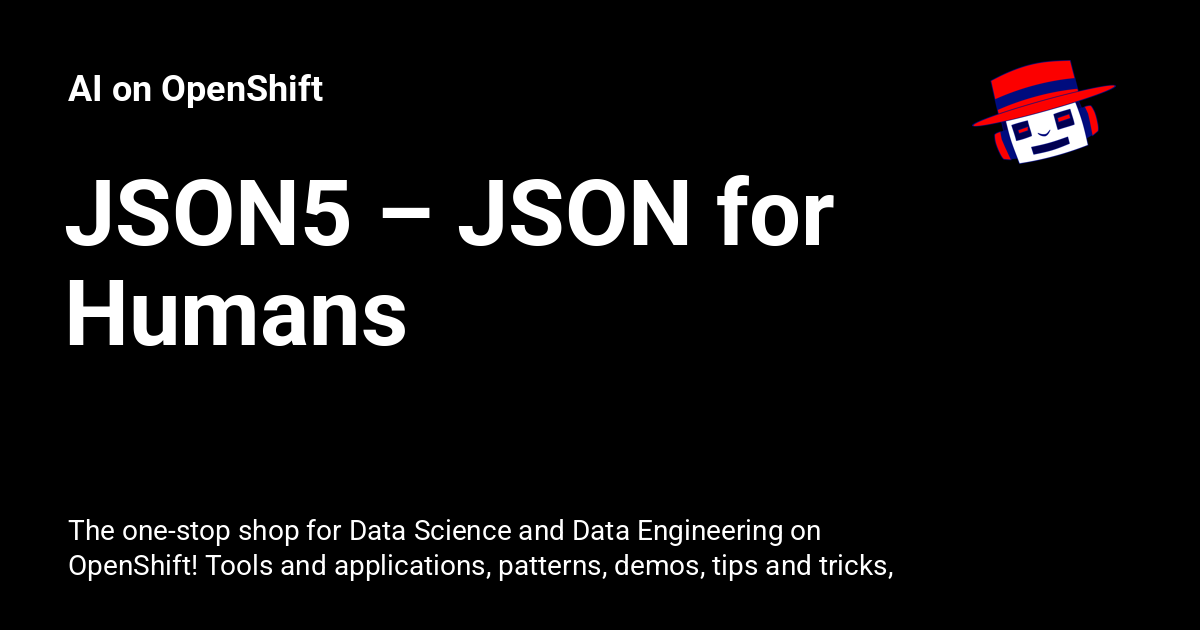 AI on OpenShift
JSON5 – JSON for
Humans
The one-stop shop for Data Science and Data Engineering on
OpenShift! Tools and applications, patterns, demos, tips and tricks,